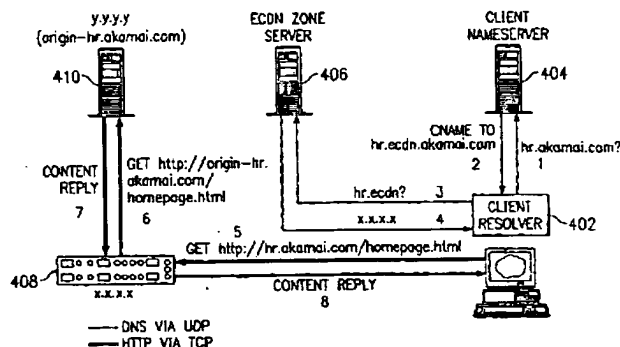 y.y.y.y
(origin-hr.akamai.com)
410
ECDN ZONE
SERVER
406
CLIENT
NAMESERVER
404
CNAME TO
hr.ecdn.akamai.com
2
hr.akamai.com?
1
CONTENT
REPLY
7
GET http://origin-hr.
akamai.com/
homepage.html
6
hr.ecdn? 3
x.x.x.x 4
CLIENT
RESOLVER
402
5
GET http://hr.akamai.com/homepage.html
408
x.x.x.x
CONTENT REPLY
8
DNS VIA UDP
HTTP VIA TCP